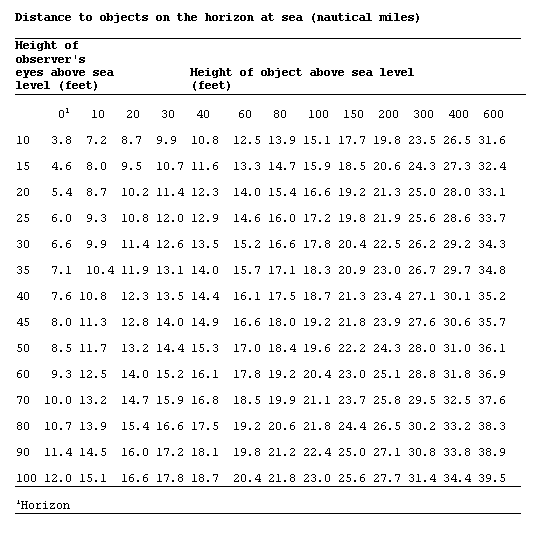 Distance to objects on the horizon at sea (nautical miles)
Height of
observer's
eyes above sea Height of object above sea level
level (feet) (feet)
0¹ 10 20 30 40 60 80 100 150 200 300 400 600
10 3.8 7.2 8.7 9.9 10.8 12.5 13.9 15.1 17.7 19.8 23.5 26.5 31.6
15 4.6 8.0 9.5 10.7 11.6 13.3 14.7 15.9 18.5 20.6 24.3 27.3 32.4
20 5.4 8.7 10.2 11.4 12.3 14.0 15.4 16.6 19.2 21.3 25.0 28.0 33.1
25 6.0 9.3 10.8 12.0 12.9 14.6 16.0 17.2 19.8 21.9 25.6 28.6 33.7
30 6.6 9.9 11.4 12.6 13.5 15.2 16.6 17.8 20.4 22.5 26.2 29.2 34.3
35 7.1 10.4 11.9 13.1 14.0 15.7 17.1 18.3 20.9 23.0 26.7 29.7 34.8
40 7.6 10.8 12.3 13.5 14.4 16.1 17.5 18.7 21.3 23.4 27.1 30.1 35.2
45 8.0 11.3 12.8 14.0 14.9 16.6 18.0 19.2 21.8 23.9 27.6 30.6 35.7
50 8.5 11.7 13.2 14.4 15.3 17.0 18.4 19.6 22.2 24.3 28.0 31.0 36.1
60 9.3 12.5 14.0 15.2 16.1 17.8 19.2 20.4 23.0 25.1 28.8 31.8 36.9
70 10.0 13.2 14.7 15.9 16.8 18.5 19.9 21.1 23.7 25.8 29.5 32.5 37.6
80 10.7 13.9 15.4 16.6 17.5 19.2 20.6 21.8 24.4 26.5 30.2 33.2 38.3
90 11.4 14.5 16.0 17.2 18.1 19.8 21.2 22.4 25.0 27.1 30.8 33.8 38.9
100 12.0 15.1 16.6 17.8 18.7 20.4 21.8 23.0 25.6 27.7 31.4 34.4 39.5
¹Horizon